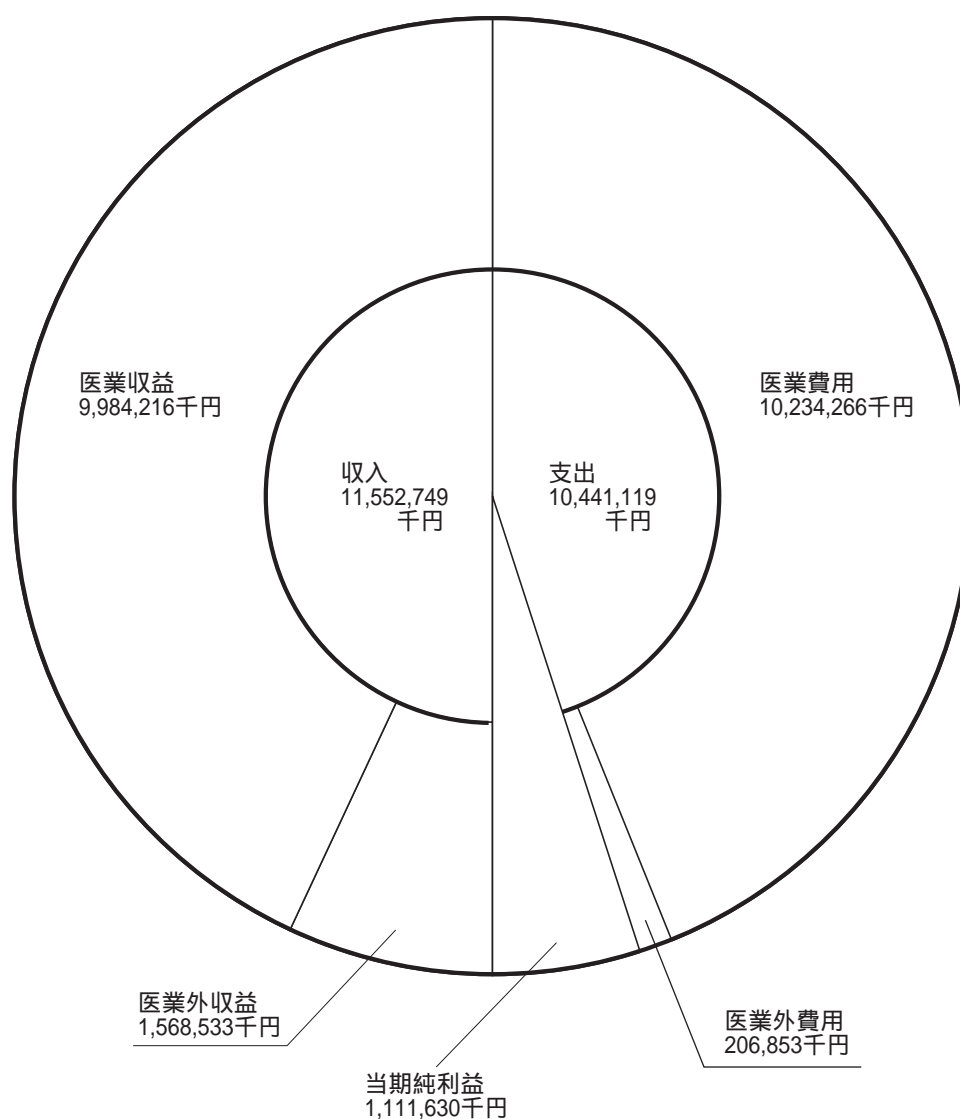 医業収益
9,984,216千円
医業費用
10,234,266千円
収入
11,552,749
千円
支出
10,441,119
千円
医業外収益
1,568,533千円
医業外費用
206,853千円
当期純利益
1,111,630千円